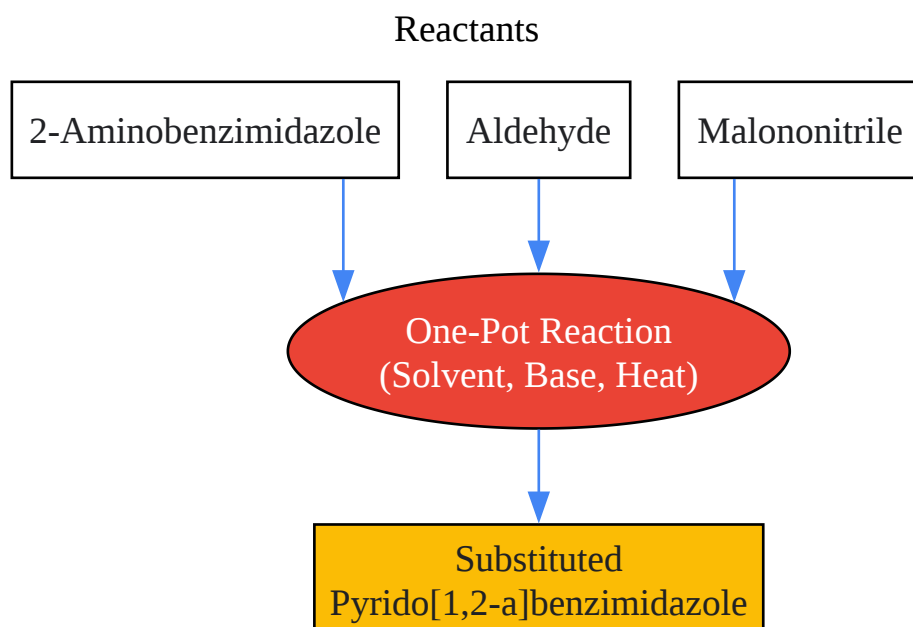 Reactants
2-Aminobenzimidazole
Aldehyde
Malononitrile
One-Pot Reaction
(Solvent, Base, Heat)
Substituted
Pyrido[1,2-a]benzimidazole